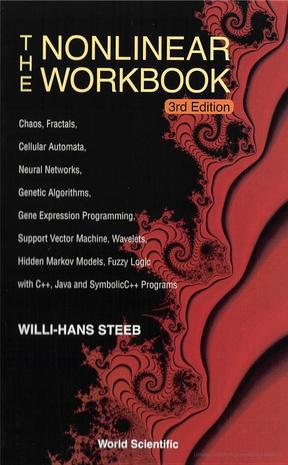 THE NONLINEAR
WORKBOOK
3rd Edition
Chaos, Fractals,
Cellular Automata,
Neural Networks,
Genetic Algorithms,
Gene Expression Programming,
Support Vector Machine, Wavelets,
Hidden Markov Models, Fuzzy Logic
with C++, Java and SymbolicC++ Programs
WILLI-HANS STEEB
World Scientific